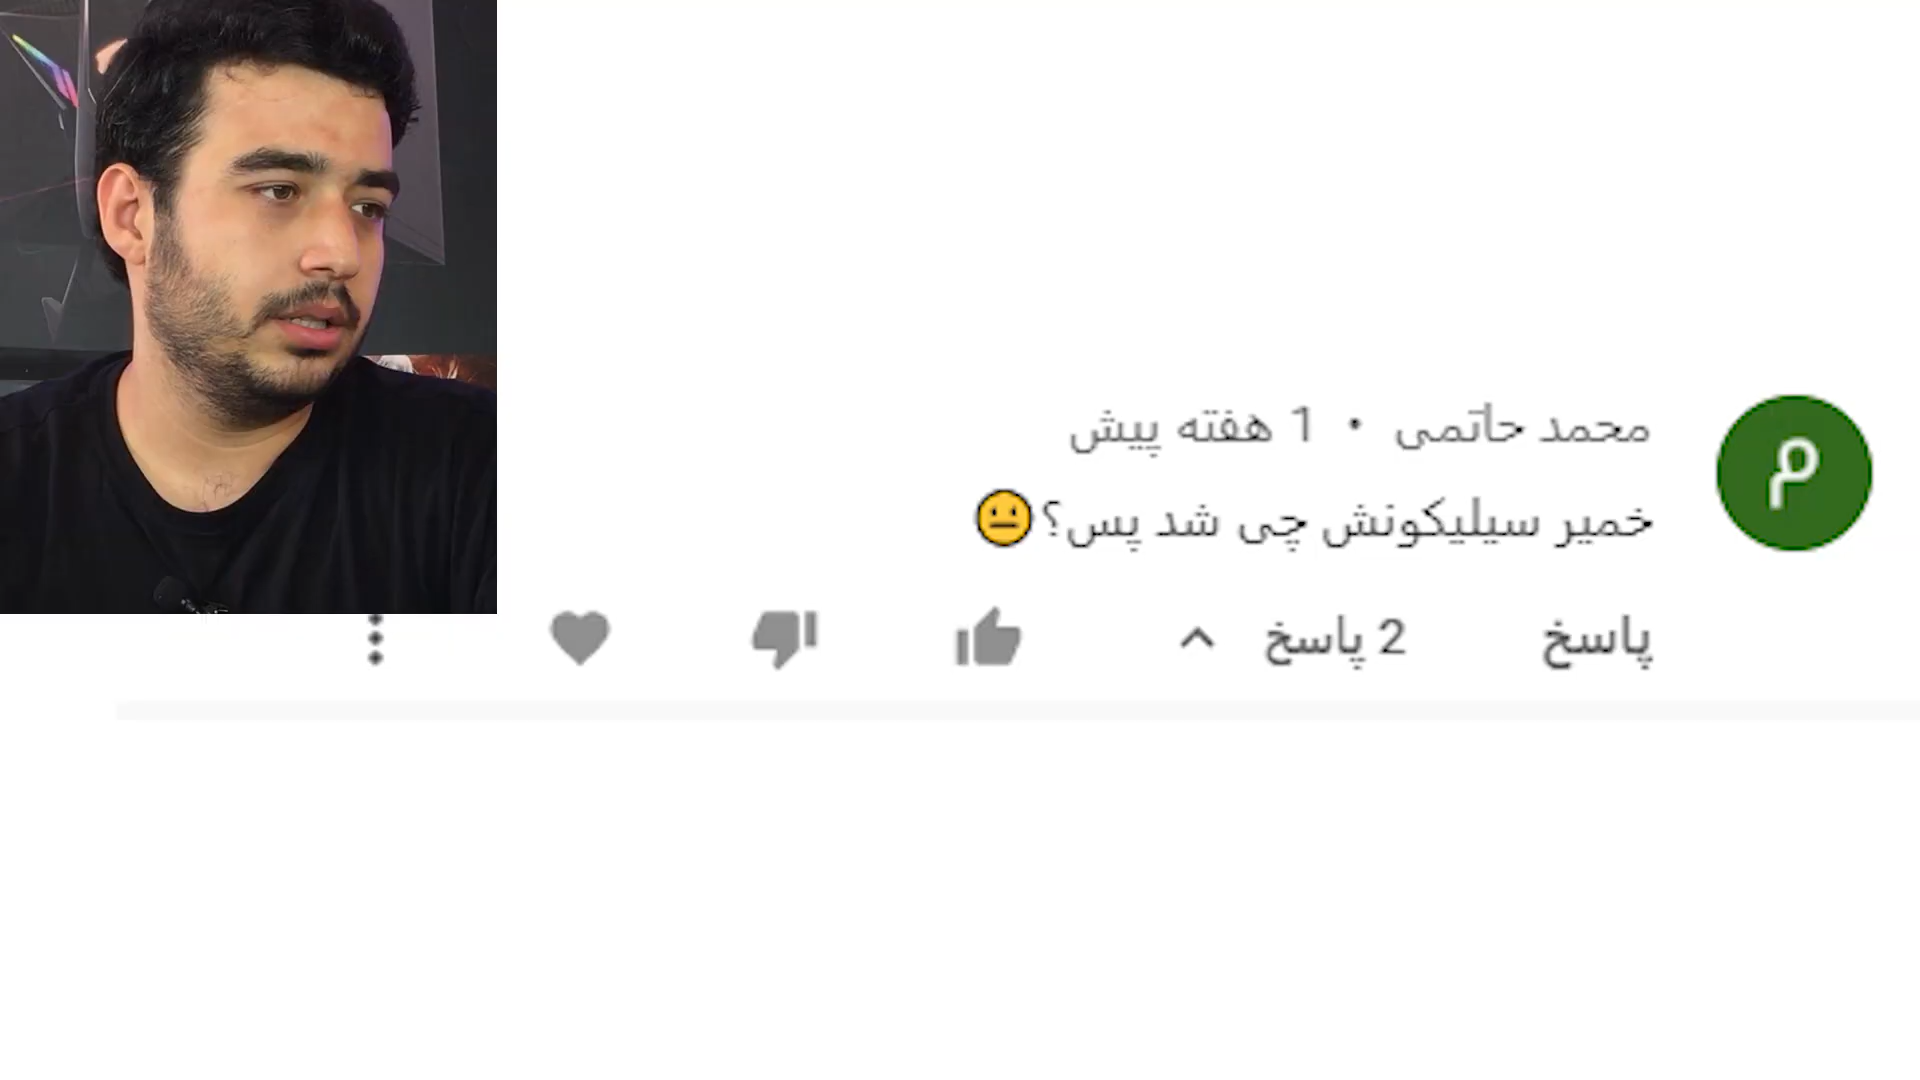 محمد حاتمی • 1 هفته پیش
م
خمیر سیلیکونش چی شد پس؟😐
پاسخ
2 پاسخ